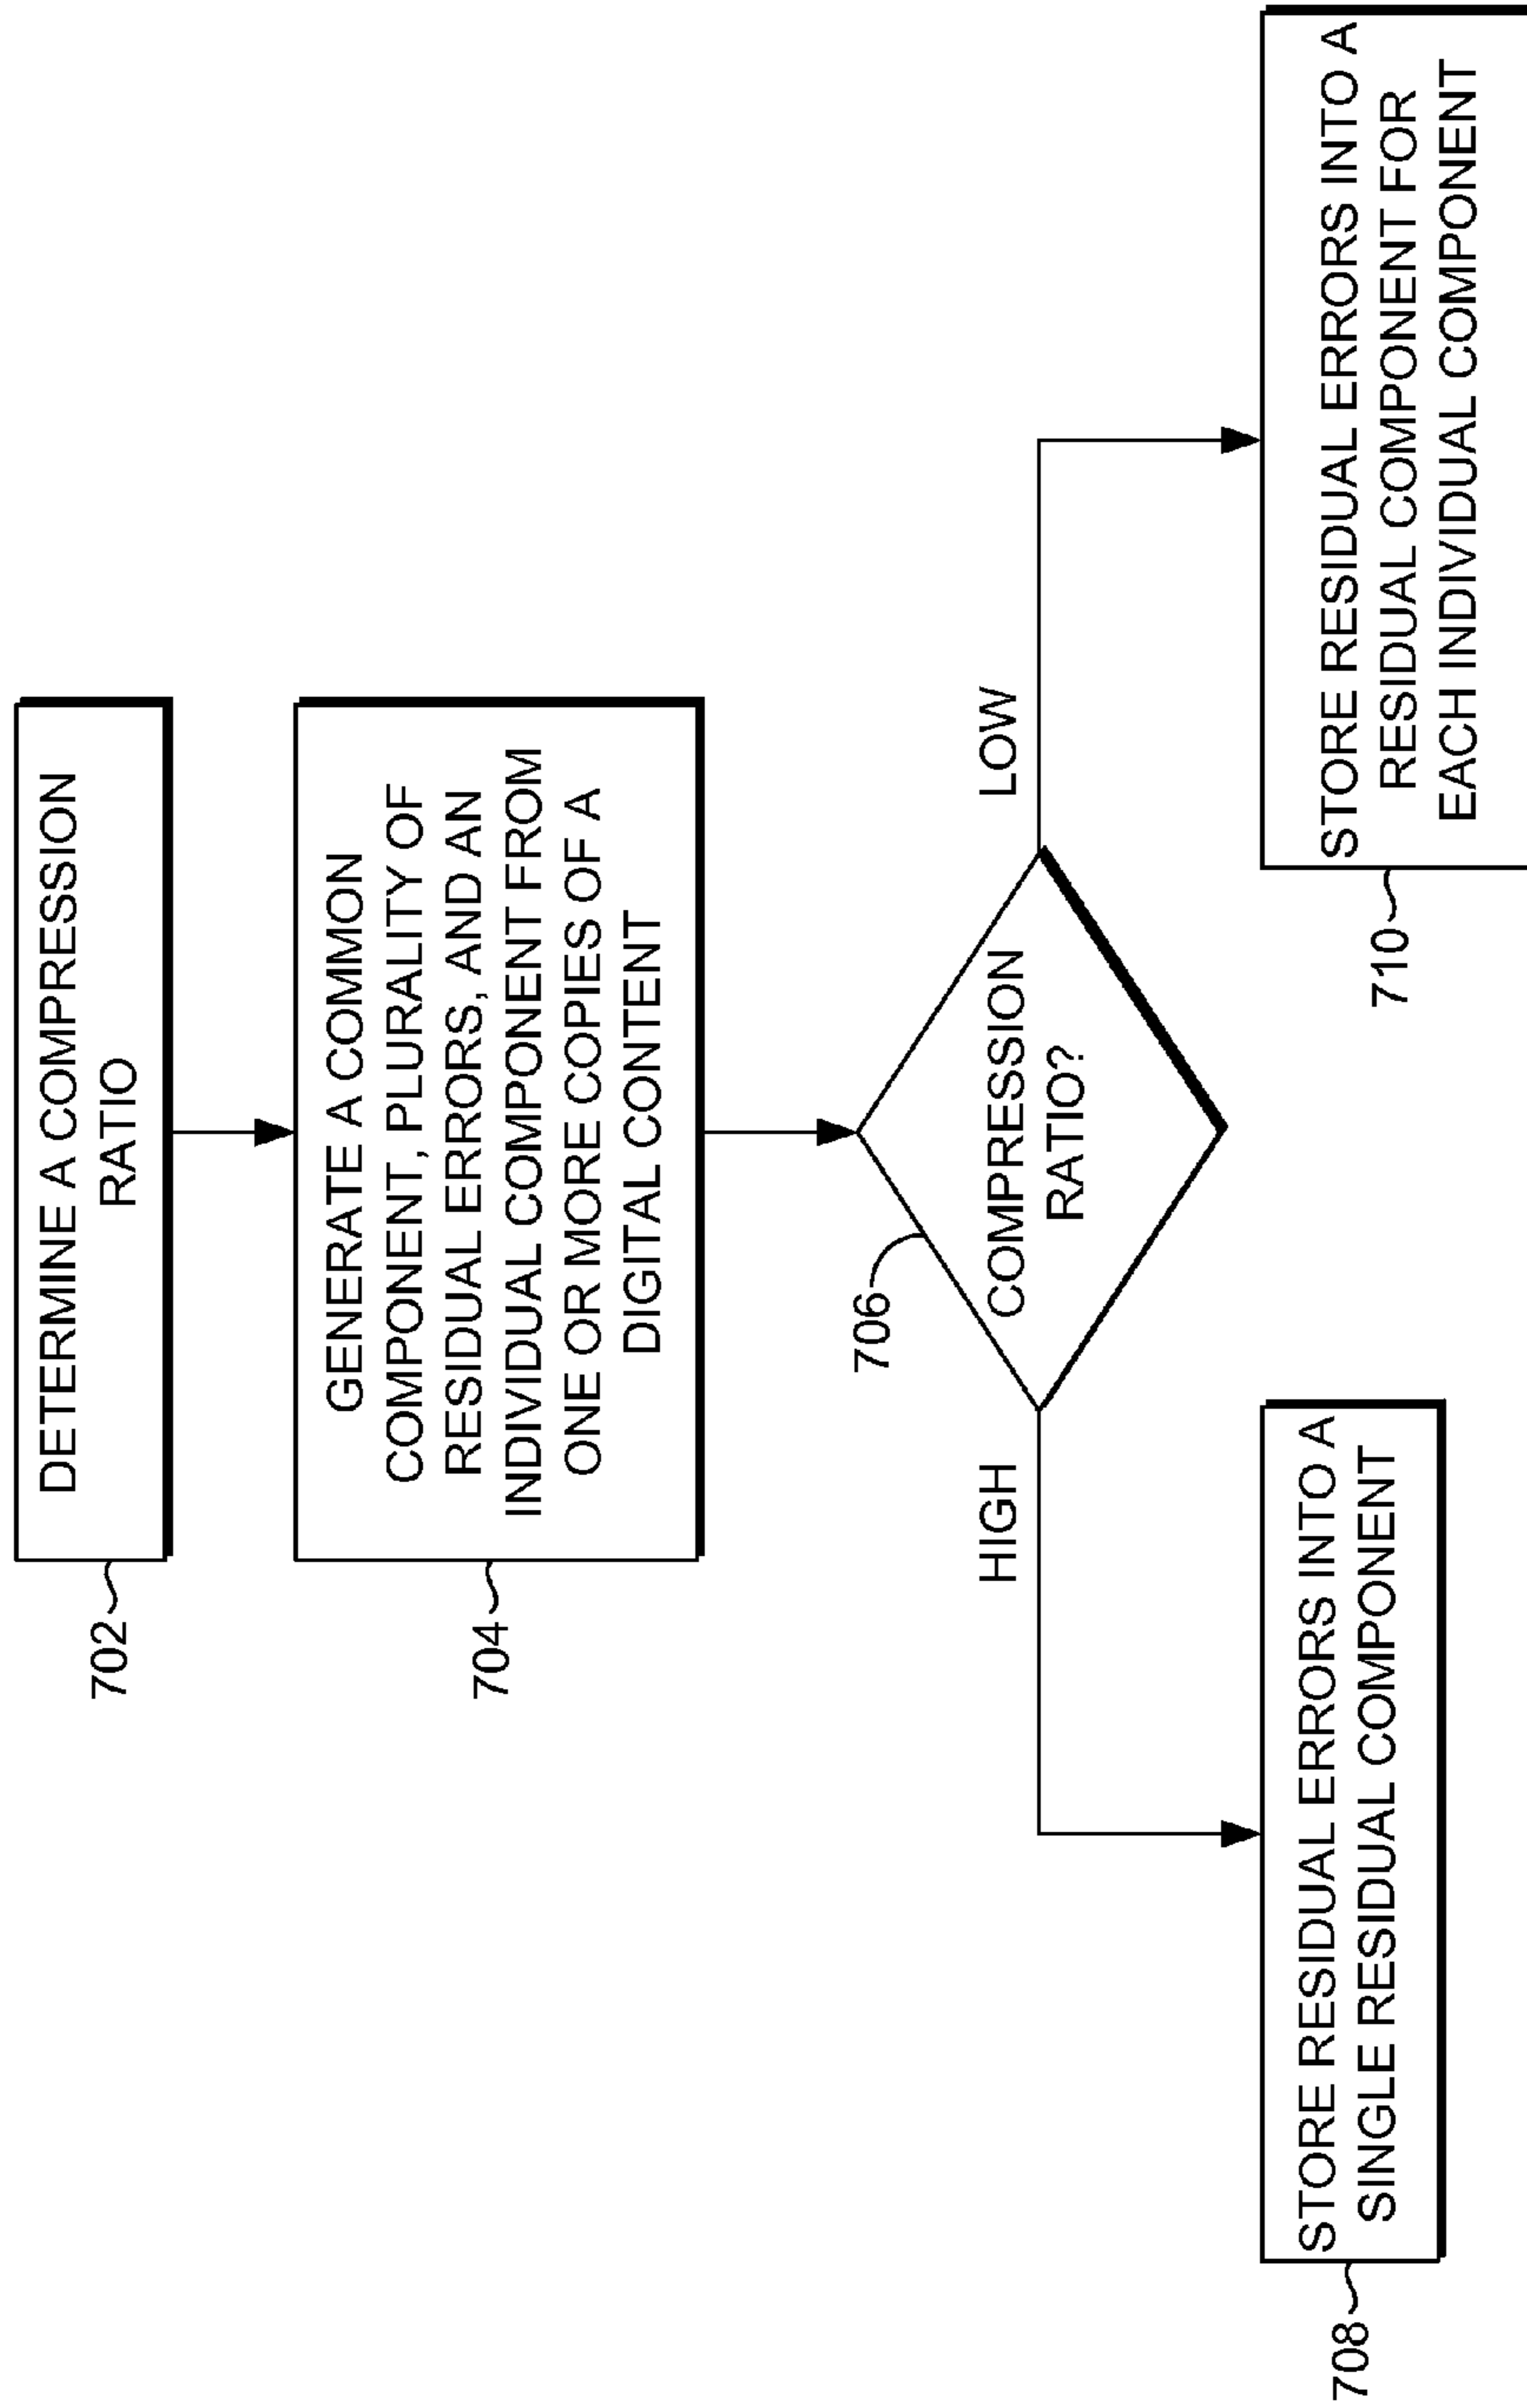 DETERMINE A COMPRESSION
RATIO
702
GENERATE A COMMON
COMPONENT, PLURALITY OF
RESIDUAL ERRORS, AND AN
INDIVIDUAL COMPONENT FROM
ONE OR MORE COPIES OF A
DIGITAL CONTENT
704
706
COMPRESSION
RATIO?
HIGH
LOW
STORE RESIDUAL ERRORS INTO A
SINGLE RESIDUAL COMPONENT
708
STORE RESIDUAL ERRORS INTO A
RESIDUAL COMPONENT FOR
EACH INDIVIDUAL COMPONENT
710